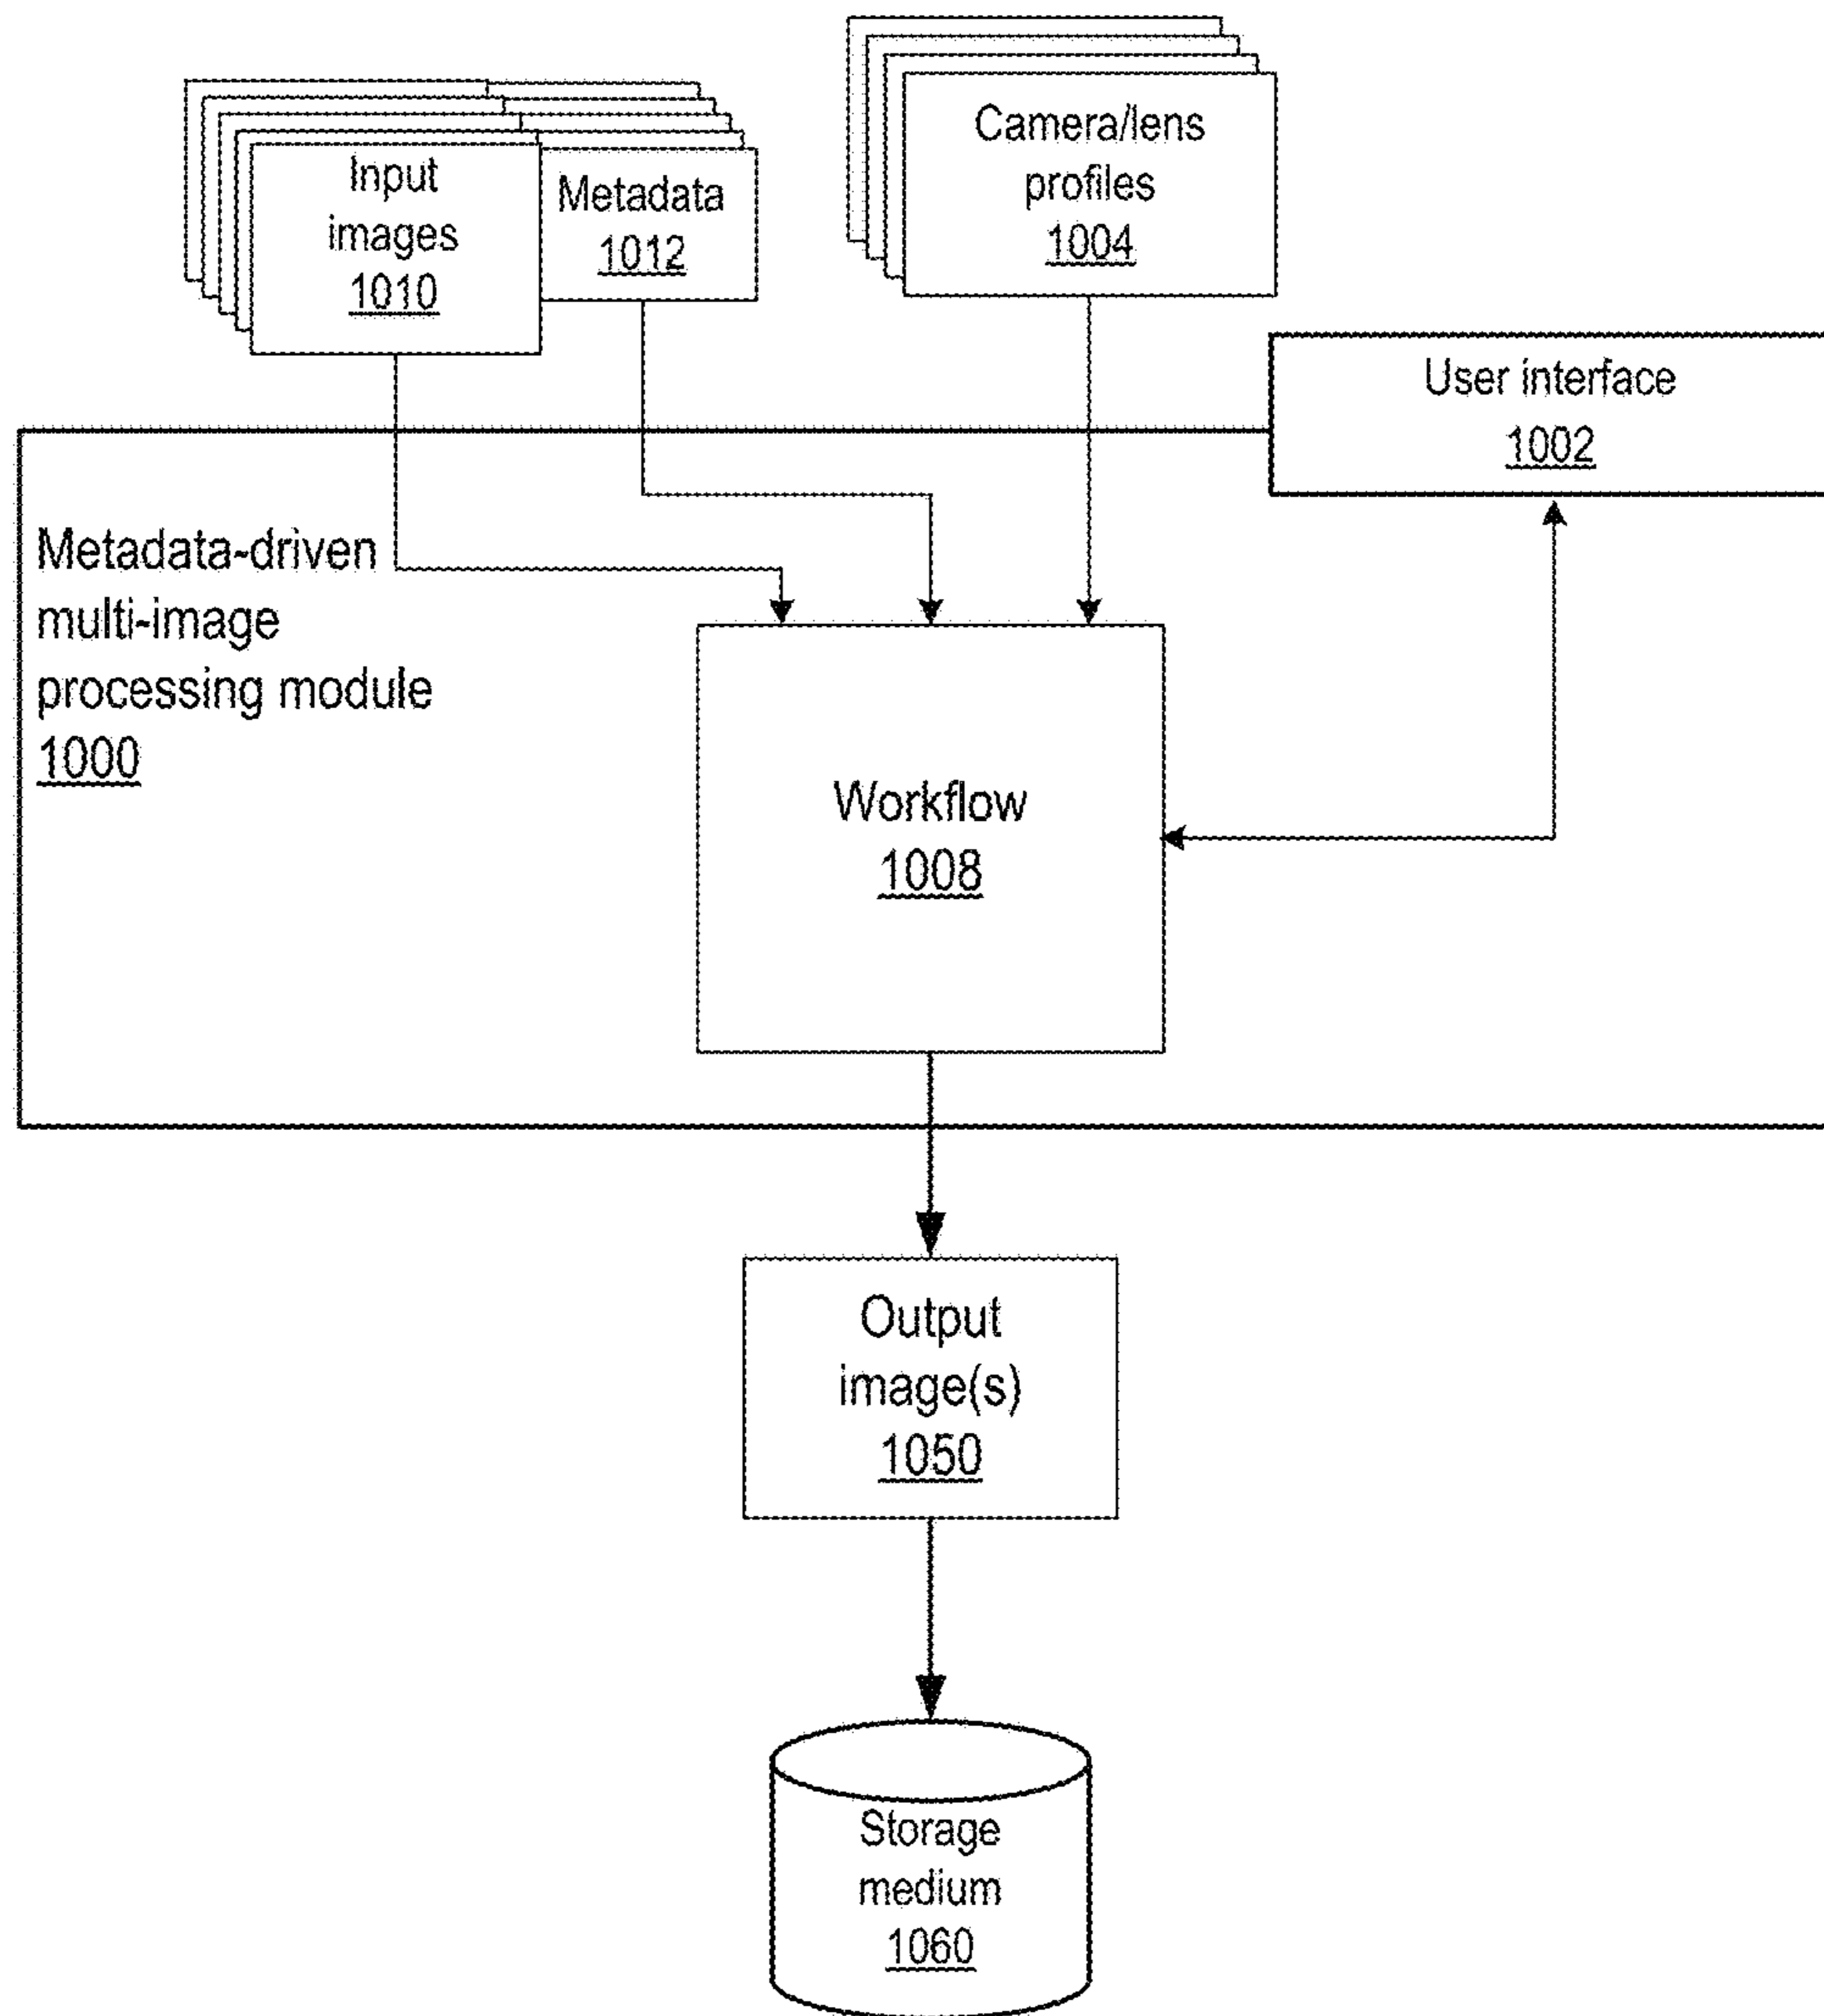 Input
images
1010
Metadata
1012
Camera/lens
profiles
1004
User interface
1002
Metadata-driven
multi-image
processing module
1000
Workflow
1008
Output
image(s)
1050
Storage
medium
1060